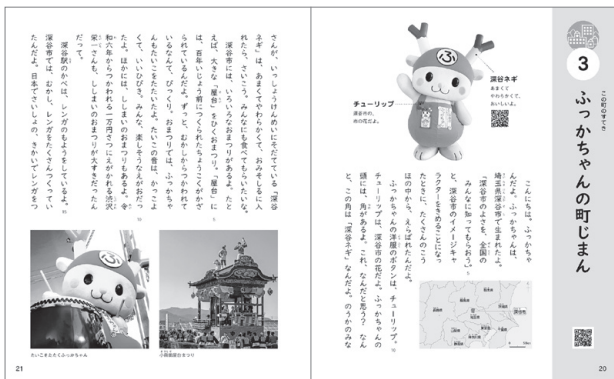 この町のすてき
3
ふっかちゃんの町じまん
深谷ネギ
あまくて
やわらかくて、
おいしいよ。
チューリップ
深谷市の、
市の花だよ。
こんにちは。ふっかちゃ
んだよ。ふっかちゃんは、
埼玉県深谷市で生まれたよ。
「深谷市のよさを、全国の
みんなに知ってもらおう。」
と、深谷市のイメージキャ
ラクターをきめることになっ
たときに、たくさんのこう
ほの中から、えらばれたんだよ。
ふっかちゃんの洋服のボタンは、チューリップ。
チューリップは、深谷市の花だよ。ふっかちゃんの
頭には、角があるよ。これ、なんだと思う？なん
と、この角は「深谷ネギ」なんだよ。のうかのみな
20
さんが、いっしょうけんめいにそだてている「深谷
ネギ」は、あまくてやわらかくて、おみそしるに入
れたら、さいこう。みんなにも食べてもらいたいな。
深谷市には、いろいろなおまつりがあるよ。たと
えば、大きな「屋台」をひくおまつり。「屋台」に
は、百年いじょう前につくられたちょうこくがかざ
られているんだよ。ずっと、むかしからつかわれて
いるなんて、びっくり。おまつりでは、ふっかちゃ
んもたいこをたたいたよ。たいこの音は、かっこよ
くて、いいひびき。みんな、楽しそうなえがおだっ
たよ。ほかには、ししまいのおまつりもあるよ。令
和六年からつかわれる一万円さつにえがかれる渋沢
栄一さんも、ししまいのおまつりが大すきだったん
だって。
深谷駅のかべは、レンガのもようをしているよ。
深谷市では、むかし、レンガをたくさんつくってい
たんだよ。日本でさいしょの、きかいでレンガをつ
たいこをたたくふっかちゃん
21